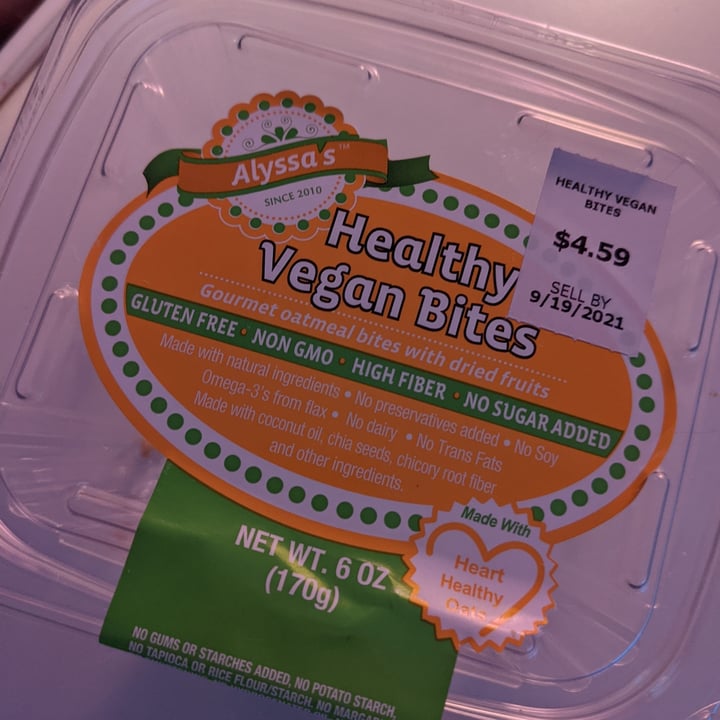 Alyssa's™
SINCE 2010
Healthy
Vegan Bites
Gourmet oatmeal bites with dried fruits
GLUTEN FREE • NON GMO • HIGH FIBER • NO SUGAR ADDED
Made with natural ingredients • No preservatives added • No Soy
Omega-3's from flax • No dairy • No Trans Fats
Made with coconut oil, chia seeds, chicory root fiber
and other ingredients.
HEALTHY VEGAN
BITES
$4.59
SELL BY
9/19/2021
Made With
Heart
Healthy
Oats
NET WT. 6 OZ
(170g)
NO GUMS OR STARCHES ADDED, NO POTATO STARCH,
NO TAPIOCA OR RICE FLOUR/STARCH, NO